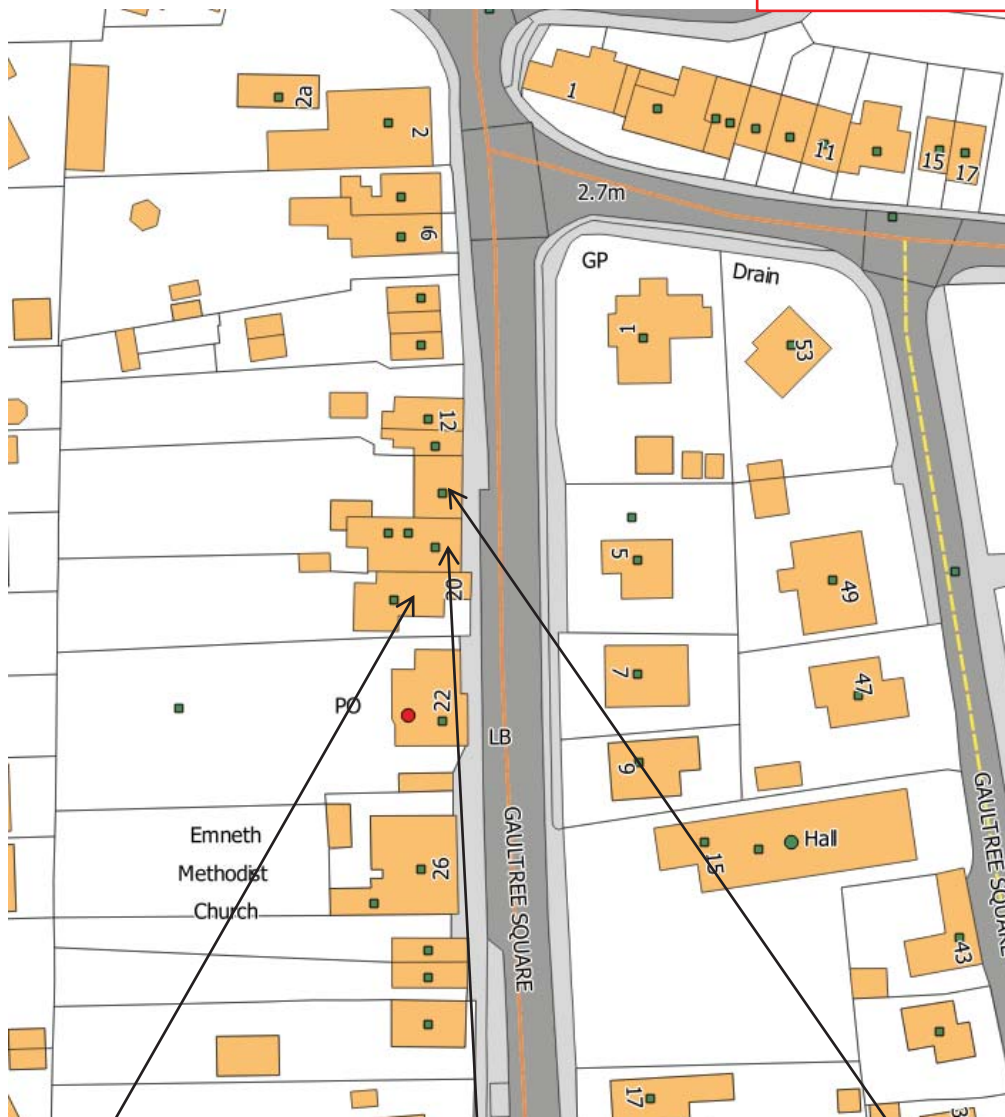 2a
2
1
11
15
17
2.7m
6
GP
Drain
1
53
12
5
49
20
7
47
PO
22
LB
9
GAULTREE SQUARE
Hall
15
Emneth
Methodist
Church
26
GAULTREE SQUARE
43
17